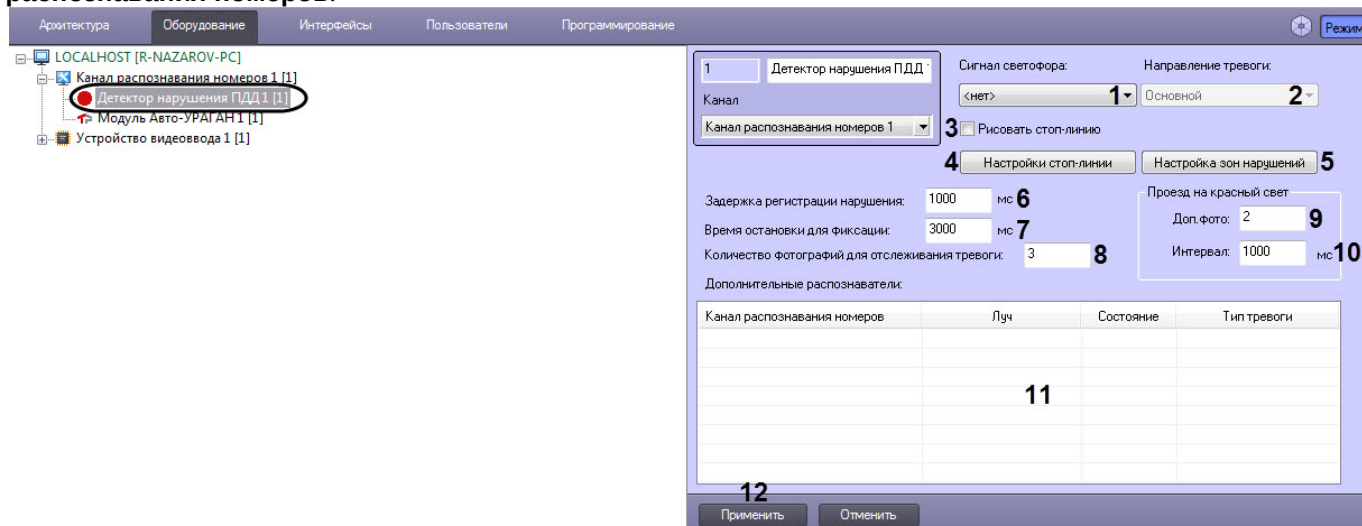 распознавания номеров.
Архитектура Оборудование Интерфейсы Пользователи Программирование Режим
LOCALHOST [R-NAZAROV-PC]
Канал распознавания номеров 1 [1]
Детектор нарушения ПДД 1 [1]
Модуль Авто-УРАГАН 1 [1]
Устройство видеоввода 1 [1]
1 Детектор нарушения ПДД
Канал
Канал распознавания номеров 1
Сигнал светофора: Направление тревоги:
<нет> 1 Основной 2
3 Рисовать стоп-линию
4 Настройки стоп-линии Настройка зон нарушений 5
Задержка регистрации нарушения: 1000 мс 6
Время остановки для фиксации: 3000 мс 7
Количество фотографий для отслеживания тревоги: 3 8
Проезд на красный свет
Доп.фото: 2 9
Интервал: 1000 мс 10
Дополнительные распознаватели:
Канал распознавания номеров Луч Состояние Тип тревоги
11
12
Применить Отменить